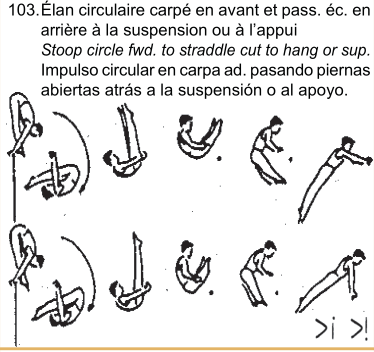 103.Élan circulaire carpé en avant et pass. éc. en
arrière à la suspension ou à l'appui
Stoop circle fwd. to straddle cut to hang or sup.
Impulso circular en carpa ad. pasando piernas
abiertas atrás a la suspensión o al apoyo.